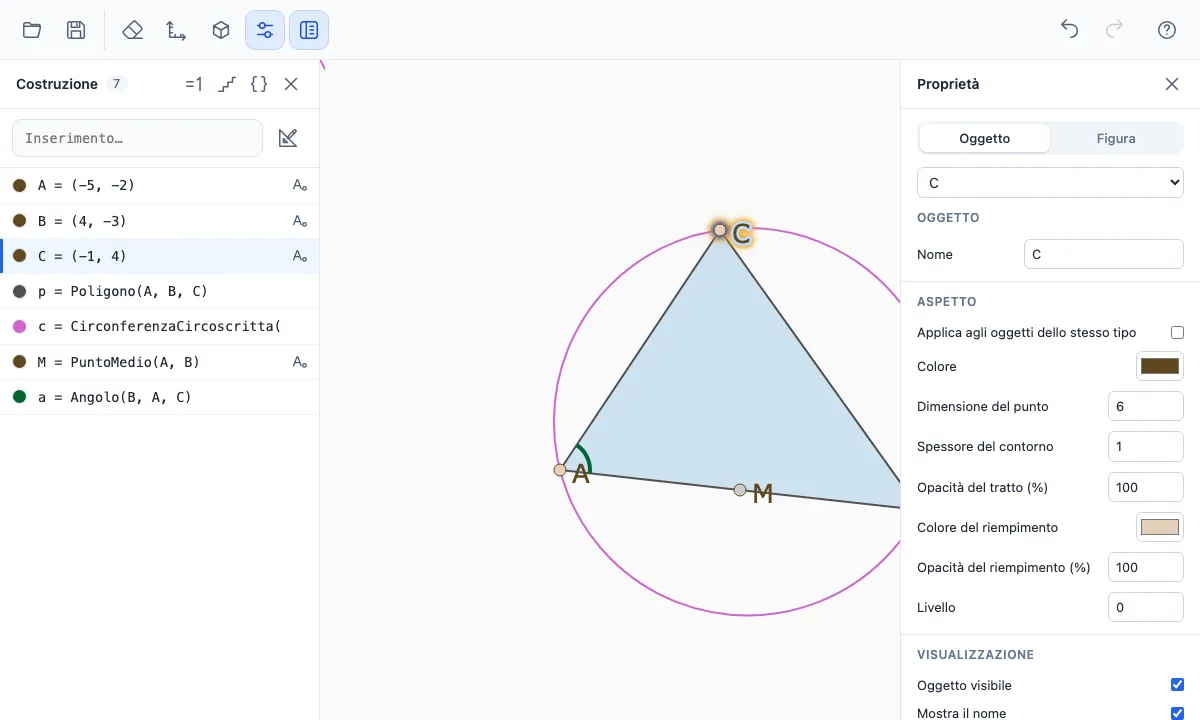 Costruzione 7
=1
{}
Inserimento…
A = (−5, −2)
B = (4, −3)
C = (−1, 4)
p = Poligono(A, B, C)
c = CirconferenzaCircoscritta(
M = PuntoMedio(A, B)
a = Angolo(B, A, C)
C
A
M
Proprietà
Oggetto
Figura
C
OGGETTO
Nome C
ASPETTO
Applica agli oggetti dello stesso tipo
Colore
Dimensione del punto 6
Spessore del contorno 1
Opacità del tratto (%) 100
Colore del riempimento
Opacità del riempimento (%) 100
Livello 0
VISUALIZZAZIONE
Oggetto visibile
Mostra il nome